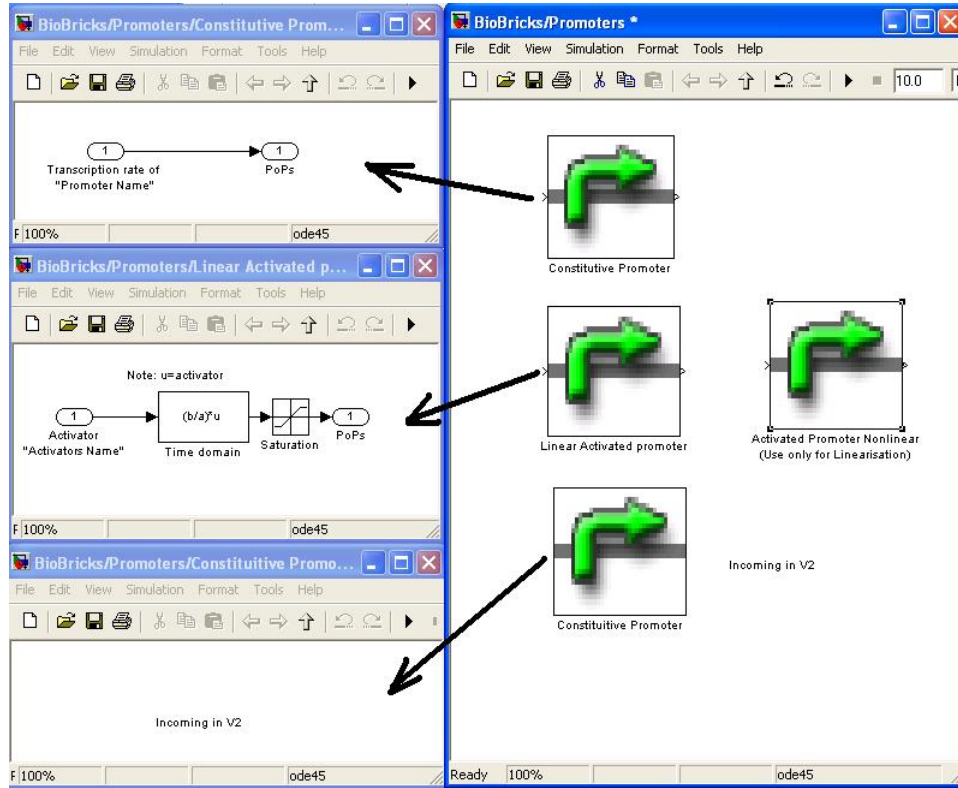 BioBricks/Promoters/Constitutive Prom...
File Edit View Simulation Format Tools Help
1
1
Transcription rate of
"Promoter Name"
PoPs
F 100%
ode45
BioBricks/Promoters/Linear Activated p...
File Edit View Simulation Format Tools Help
Note: u=activator
1
(b/a)*u
1
Activator
"Activators Name"
Time domain
Saturation
PoPs
F 100%
ode45
BioBricks/Promoters/Constituitive Promo...
File Edit View Simulation Format Tools Help
Incoming in V2
F 100%
ode45
BioBricks/Promoters *
File Edit View Simulation Format Tools Help
10.0
Constitutive Promoter
Linear Activated promoter
Activated Promoter Nonlinear
(Use only for Linearisation)
Incoming in V2
Constituitive Promoter
Ready 100%
ode45